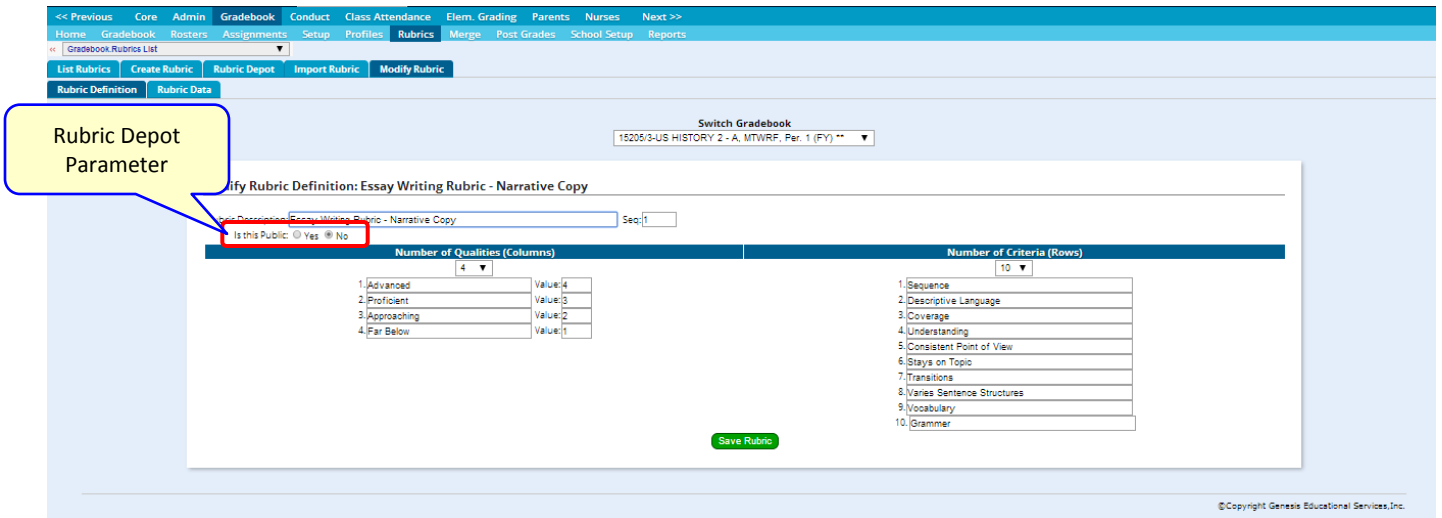 << Previous Core Admin Gradebook Conduct Class Attendance Elem. Grading Parents Nurses Next >>
Home Gradebook Rosters Assignments Setup Profiles Rubrics Merge Post Grades School Setup Reports
« Gradebook.Rubrics List ▼
List Rubrics Create Rubric Rubric Depot Import Rubric Modify Rubric
Rubric Definition Rubric Data
Rubric Depot
Parameter
Switch Gradebook
15205/3-US HISTORY 2 - A, MTWRF, Per. 1 (FY) ** ▼
ify Rubric Definition: Essay Writing Rubric - Narrative Copy
bric Description: Essay Writing Rubric - Narrative Copy Seq: 1
Is this Public: Yes No
Number of Qualities (Columns) Number of Criteria (Rows)
4 ▼ 10 ▼
1. Advanced Value: 4
2. Proficient Value: 3
3. Approaching Value: 2
4. Far Below Value: 1
1. Sequence
2. Descriptive Language
3. Coverage
4. Understanding
5. Consistent Point of View
6. Stays on Topic
7. Transitions
8. Varies Sentence Structures
9. Vocabulary
10. Grammer
Save Rubric
©Copyright Genesis Educational Services,Inc.